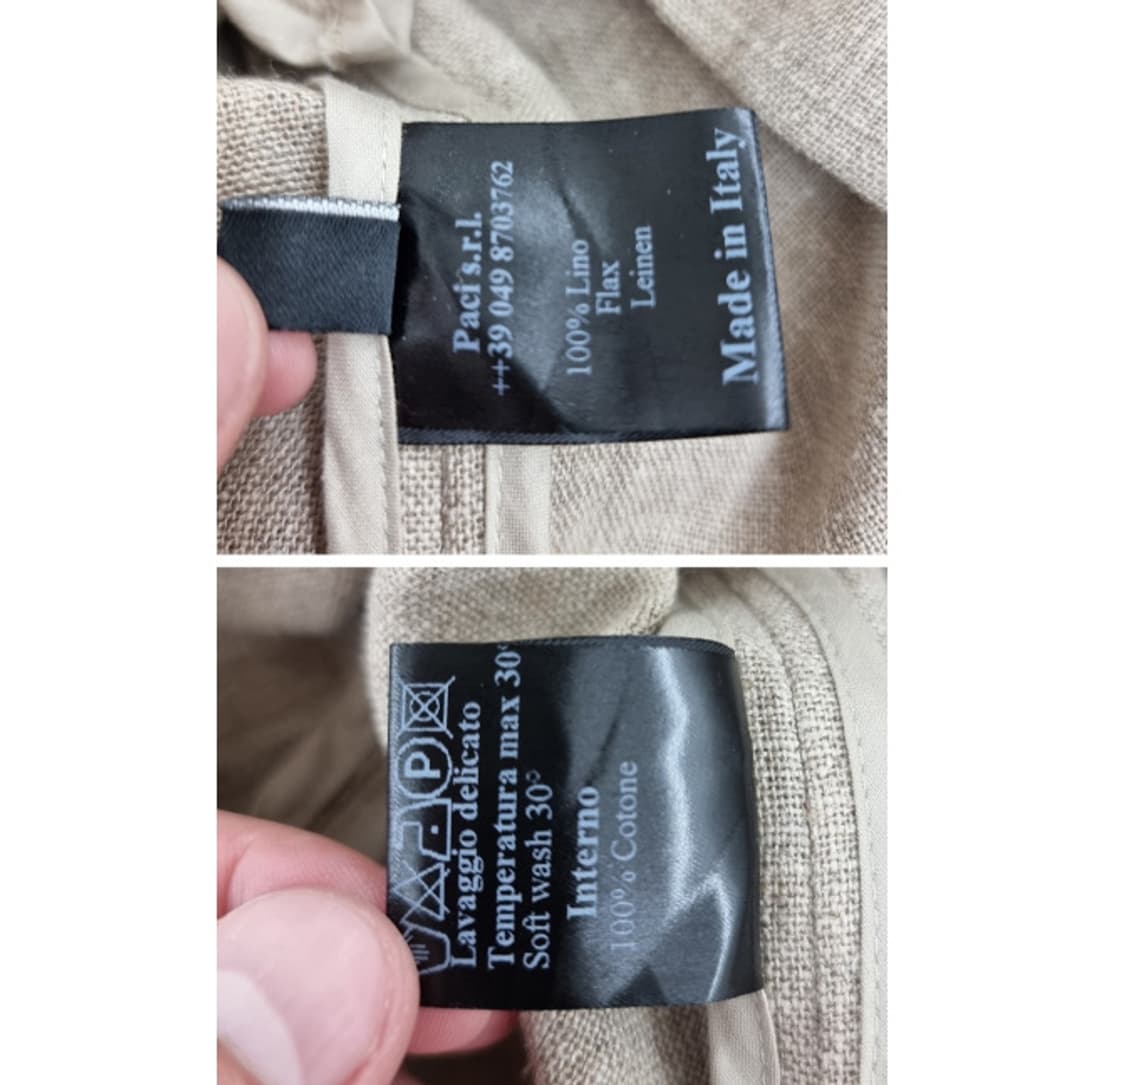 Paci s.r.l.
++39 049 8703762
100% Lino
Flax
Leinen
Made in Italy
P
Lavaggio delicato
Temperatura max 30°
Soft wash 30°
Interno
100% Cotone